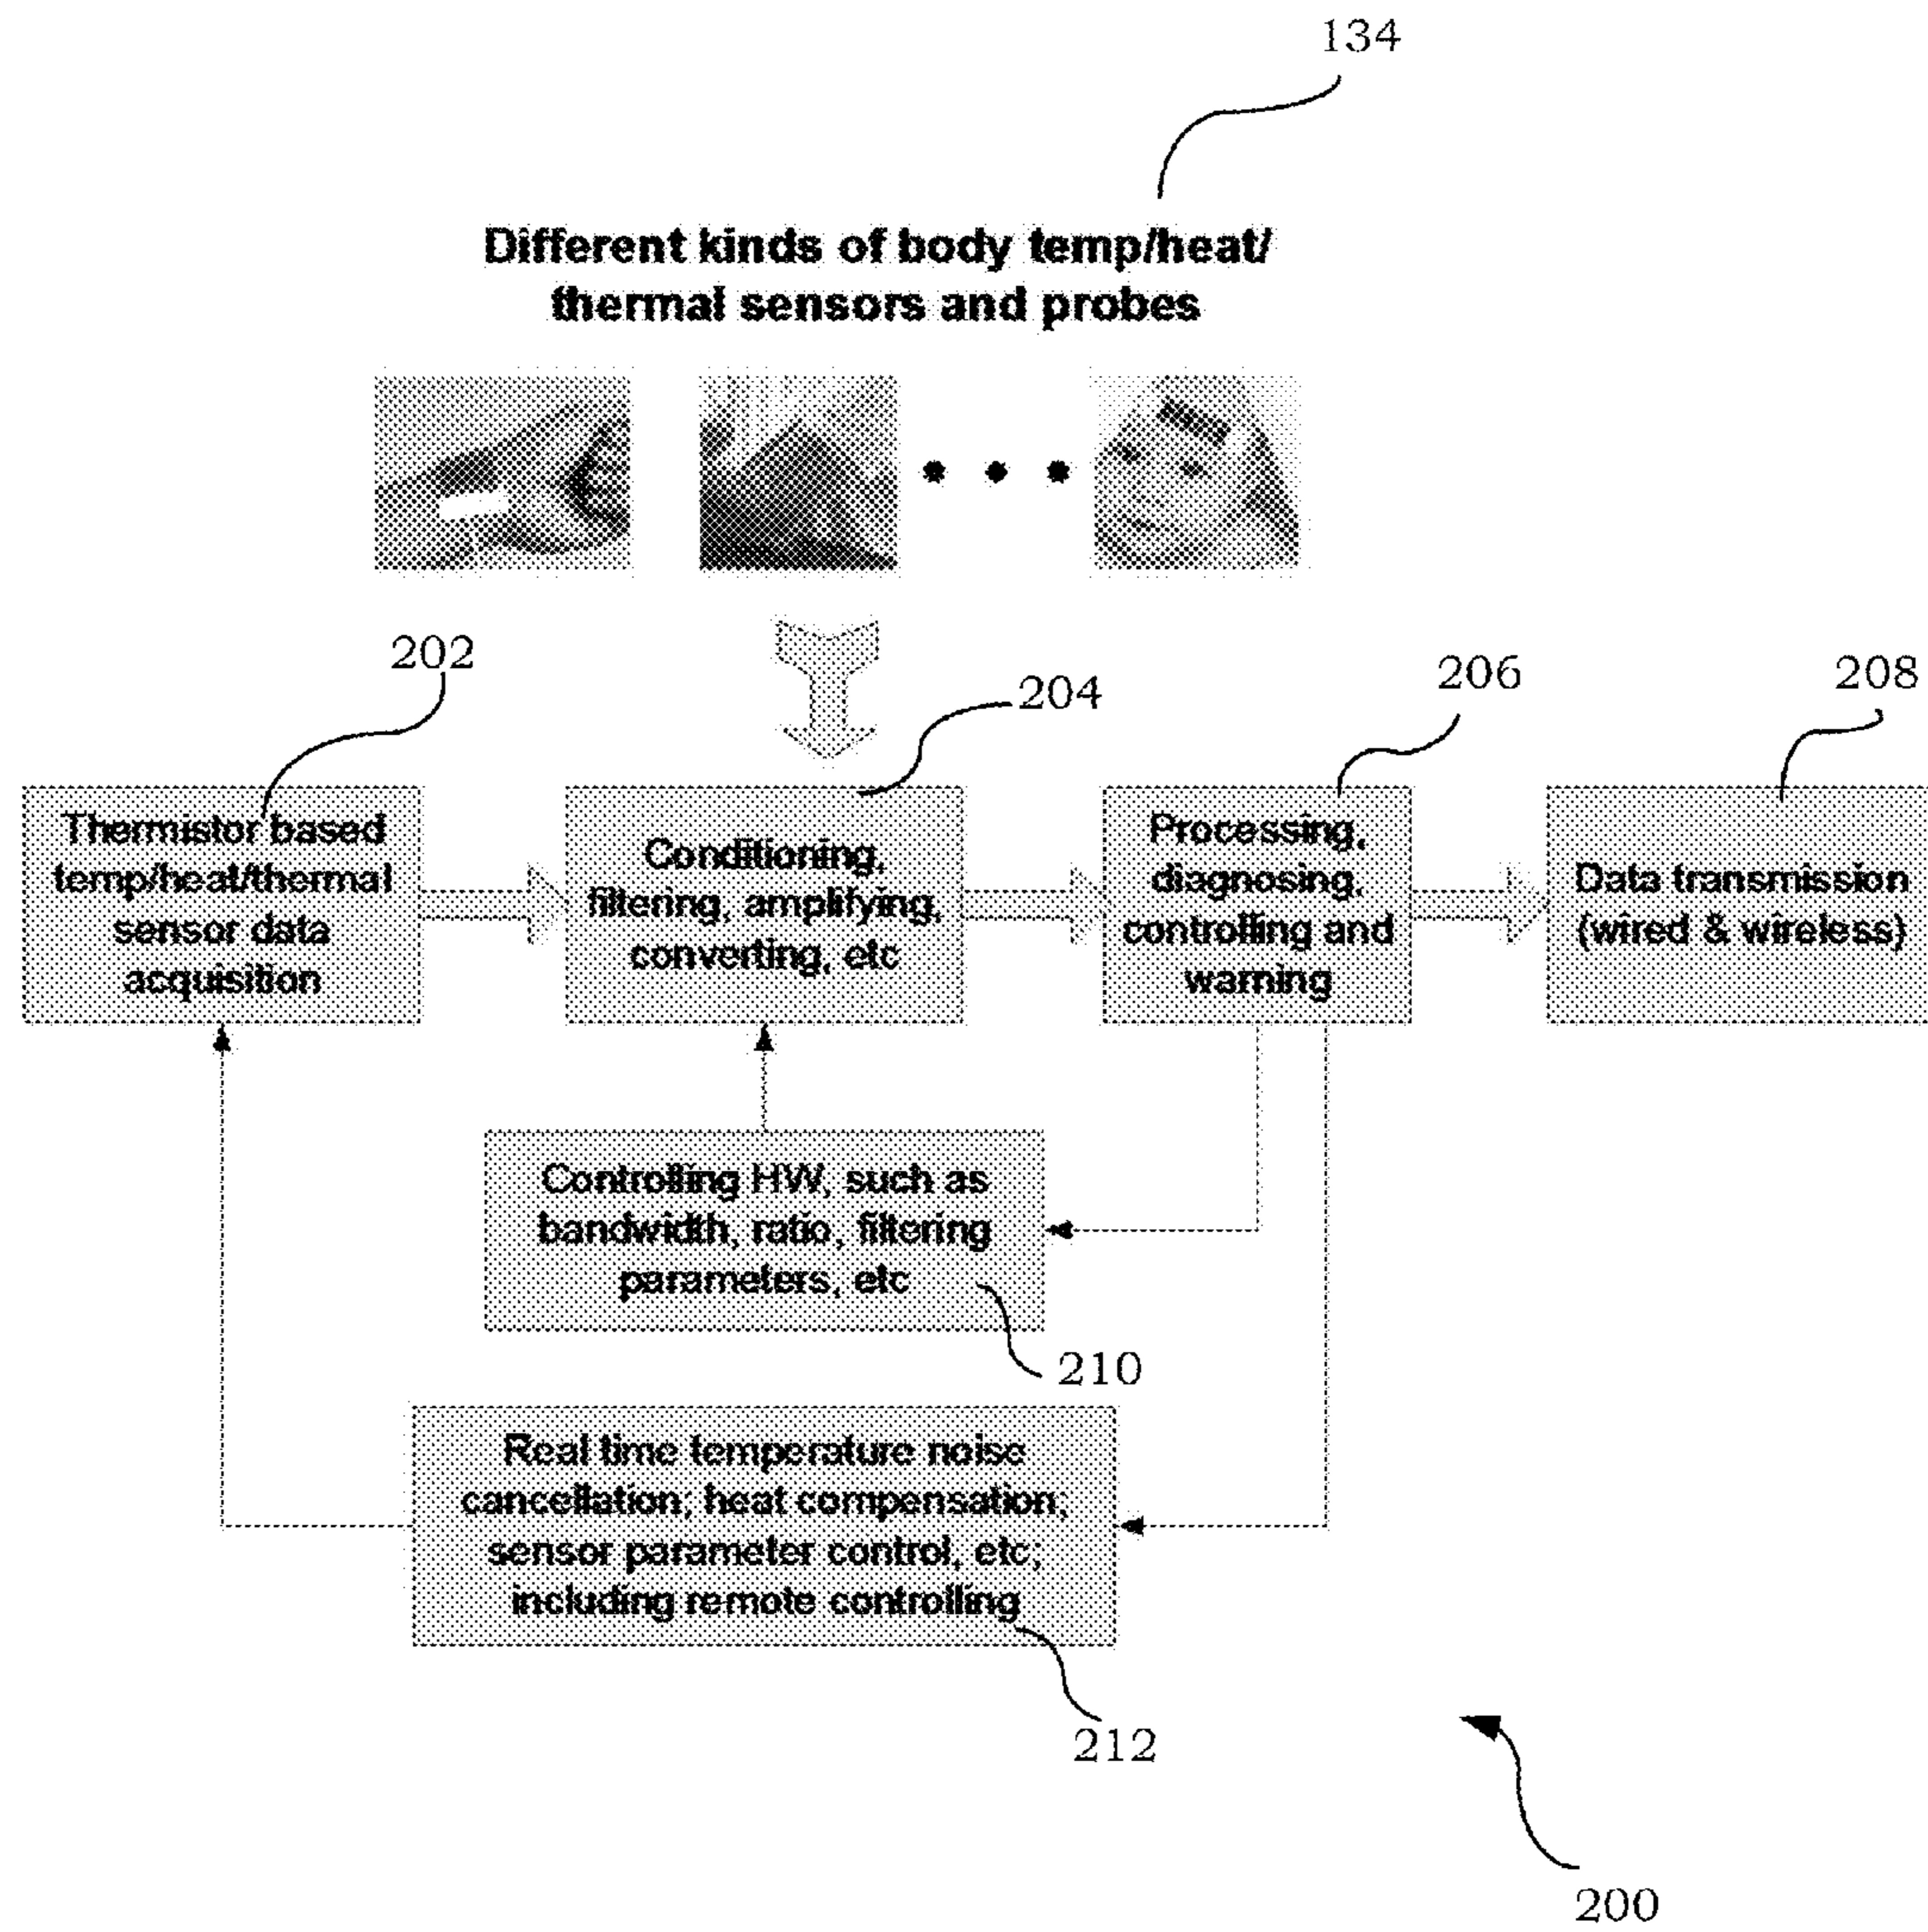 134
Different kinds of body temp/heat/
thermal sensors and probes
202
204
206
208
Thermistor based
temp/heat/thermal
sensor data
acquisition
Conditioning,
filtering, amplifying,
converting, etc
Processing,
diagnosing,
controlling and
warning
Data transmission
(wired & wireless)
Controlling HW, such as
bandwidth, ratio, filtering
parameters, etc
210
Real time temperature noise
cancellation; heat compensation;
sensor parameter control, etc,
including remote controlling
212
200